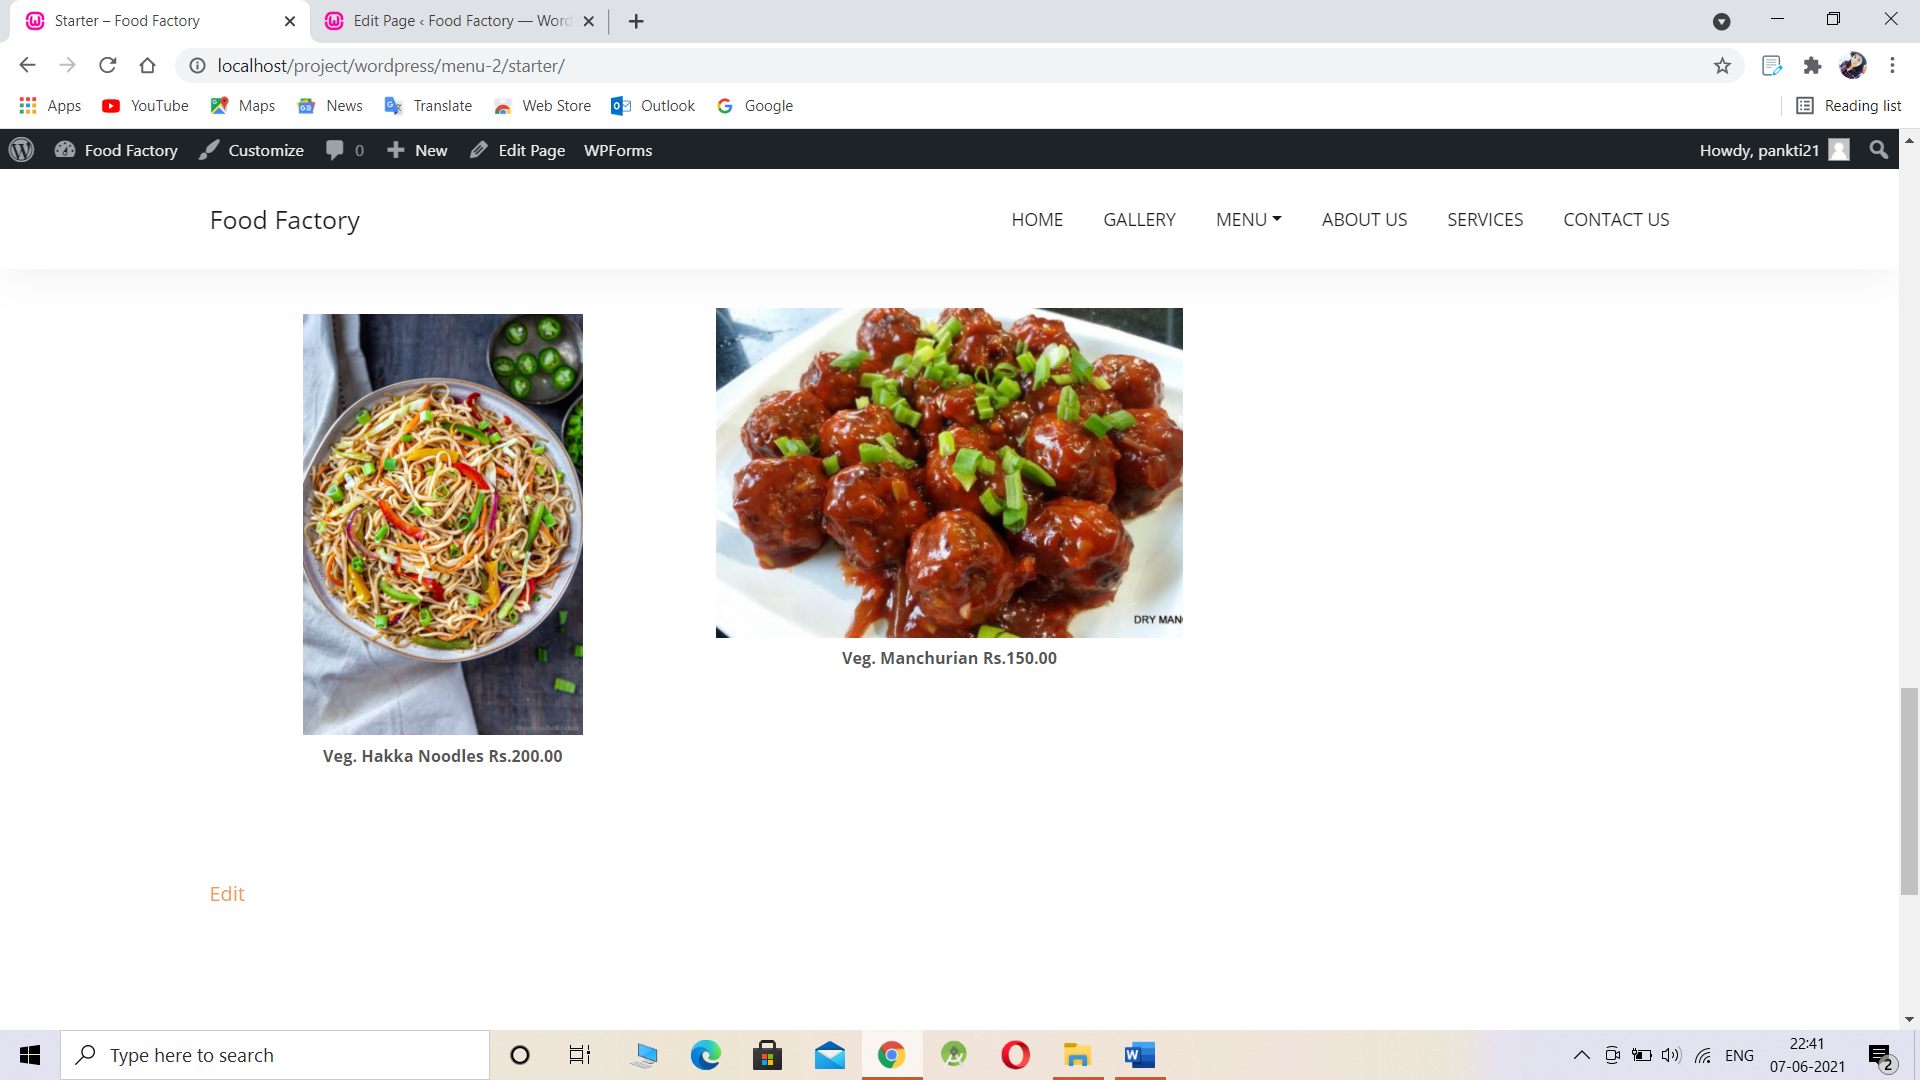 Starter – Food Factory
Edit Page ‹ Food Factory — Word
localhost/project/wordpress/menu-2/starter/
Apps YouTube Maps News Translate Web Store Outlook Google Reading list
Food Factory Customize 0 New Edit Page WPForms Howdy, pankti21
Food Factory HOME GALLERY MENU ABOUT US SERVICES CONTACT US
DRY MAN
Veg. Manchurian Rs.150.00
Veg. Hakka Noodles Rs.200.00
Edit
Type here to search
ENG
22:41
07-06-2021
2